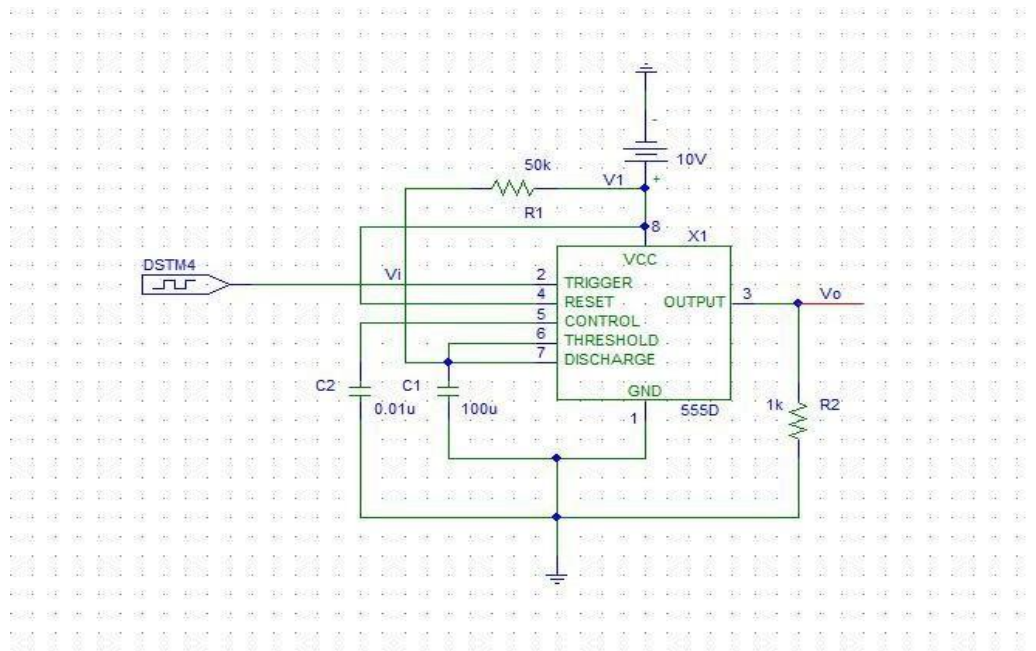 -
10V
+
50k
V1
R1
8
X1
VCC
DSTM4
Vi
2
TRIGGER
4
RESET
OUTPUT
3
Vo
5
CONTROL
6
THRESHOLD
7
DISCHARGE
C2
0.01u
C1
100u
GND
1
555D
1k
R2